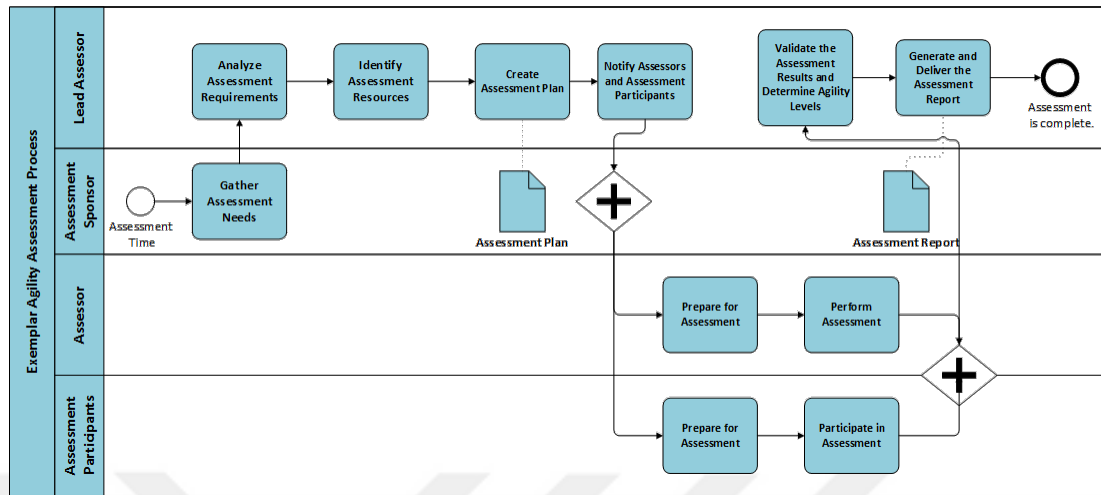 Exemplar Agility Assessment Process
Lead Assessor
Analyze
Assessment
Requirements
Identify
Assessment
Resources
Create
Assessment Plan
Notify Assessors
and Assessment
Participants
Validate the
Assessment
Results and
Determine Agility
Levels
Generate and
Deliver the
Assessment
Report
Assessment
is complete.
Assessment
Sponsor
Assessment
Time
Gather
Assessment
Needs
Assessment Plan
Assessment Report
Assessor
Prepare for
Assessment
Perform
Assessment
Assessment
Participants
Prepare for
Assessment
Participate in
Assessment